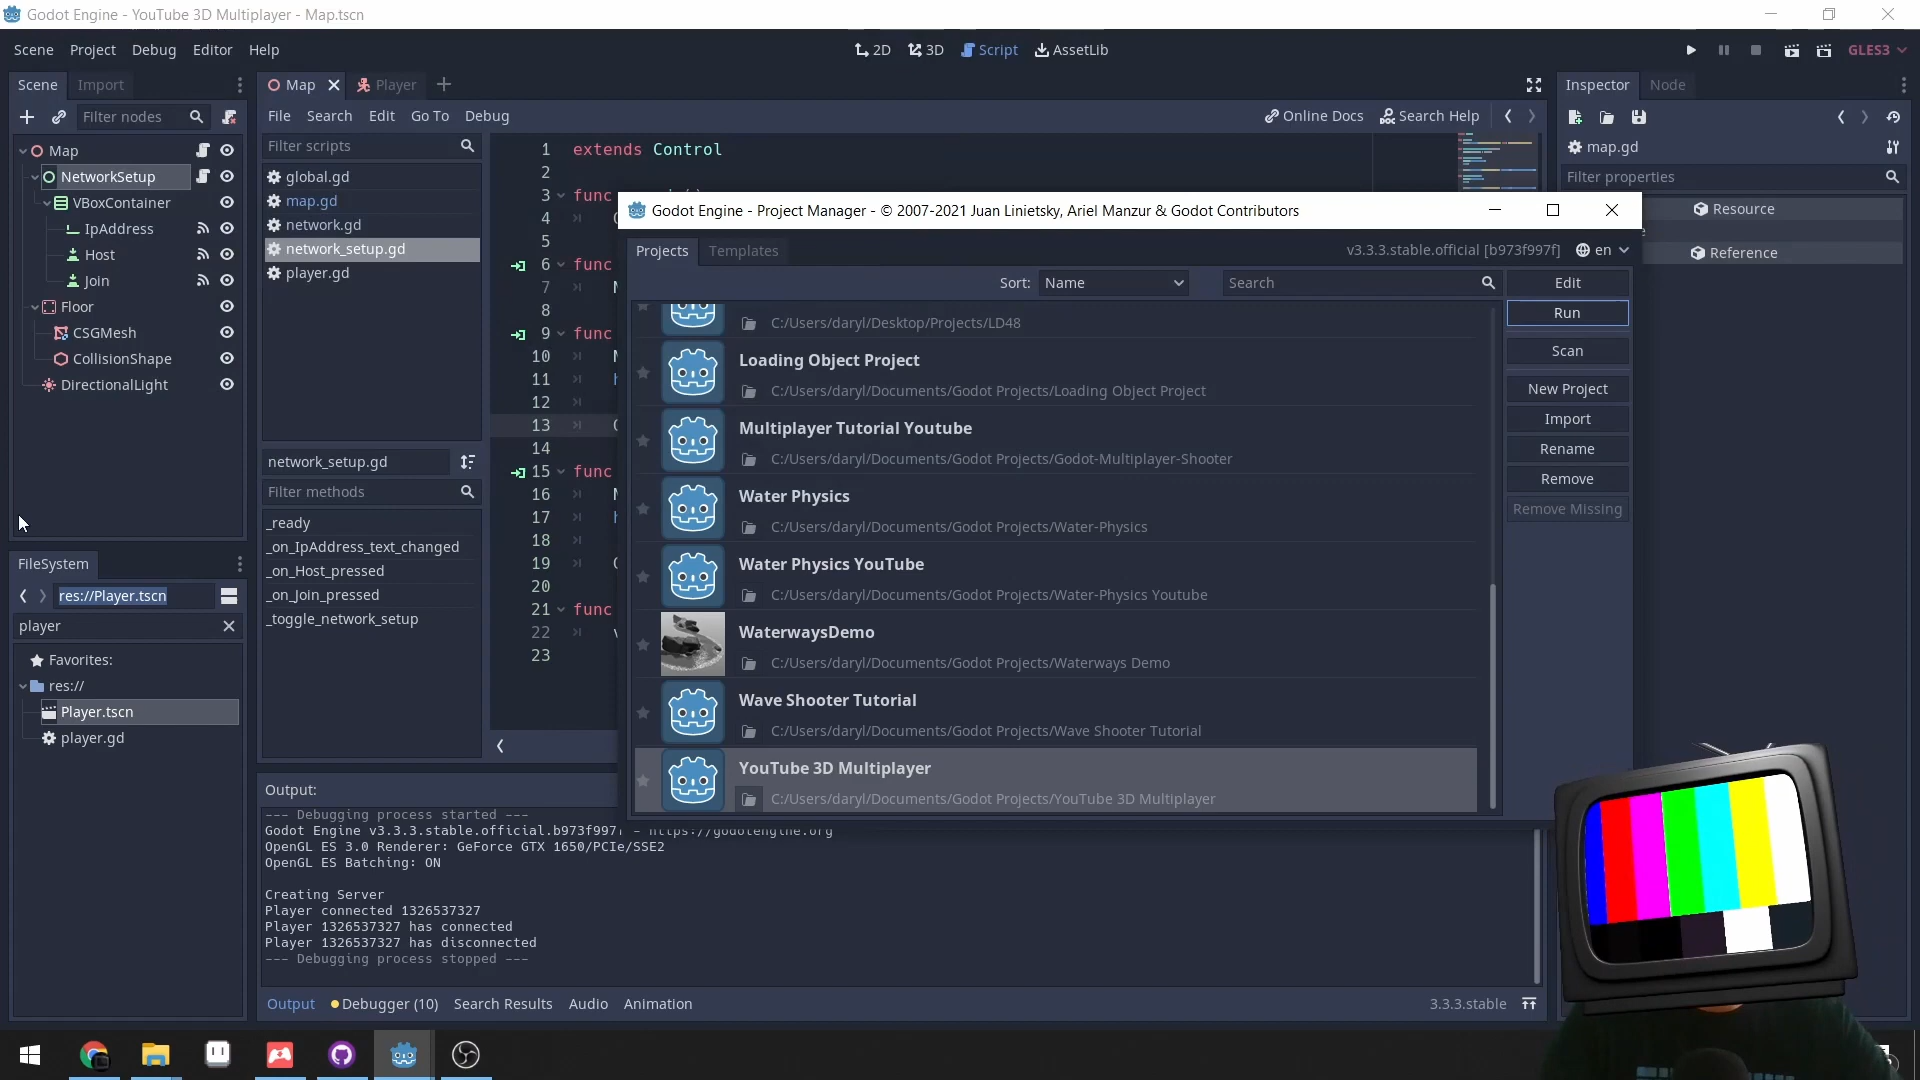 Godot Engine - YouTube 3D Multiplayer - Map.tscn
Scene Project Debug Editor Help
2D 3D Script AssetLib
GLES3
Scene Import
Filter nodes
Map
NetworkSetup
VBoxContainer
IpAddress
Host
Join
Floor
CSGMesh
CollisionShape
DirectionalLight
FileSystem
res://Player.tscn
player
Favorites:
res://
Player.tscn
player.gd
Map Player
File Search Edit Go To Debug
Online Docs Search Help
Filter scripts
global.gd
map.gd
network.gd
network_setup.gd
player.gd
network_setup.gd
Filter methods
_ready
_on_IpAddress_text_changed
_on_Host_pressed
_on_Join_pressed
_toggle_network_setup
1 extends Control
2
3 func
4
5
6 func
7
8
9 func
10
11
12
13
14
15 func
16
17
18
19
20
21 func
22
23
Godot Engine - Project Manager - © 2007-2021 Juan Linietsky, Ariel Manzur & Godot Contributors
Projects Templates
v3.3.3.stable.official [b973f997f] en
Sort: Name Search
C:/Users/daryl/Desktop/Projects/LD48
Loading Object Project
C:/Users/daryl/Documents/Godot Projects/Loading Object Project
Multiplayer Tutorial Youtube
C:/Users/daryl/Documents/Godot Projects/Godot-Multiplayer-Shooter
Water Physics
C:/Users/daryl/Documents/Godot Projects/Water-Physics
Water Physics YouTube
C:/Users/daryl/Documents/Godot Projects/Water-Physics Youtube
WaterwaysDemo
C:/Users/daryl/Documents/Godot Projects/Waterways Demo
Wave Shooter Tutorial
C:/Users/daryl/Documents/Godot Projects/Wave Shooter Tutorial
YouTube 3D Multiplayer
C:/Users/daryl/Documents/Godot Projects/YouTube 3D Multiplayer
Edit
Run
Scan
New Project
Import
Rename
Remove
Remove Missing
Inspector Node
map.gd
Filter properties
Resource
Reference
Output:
--- Debugging process started ---
Godot Engine v3.3.3.stable.official.b973f997f - https://godotengine.org
OpenGL ES 3.0 Renderer: GeForce GTX 1650/PCIe/SSE2
OpenGL ES Batching: ON
Creating Server
Player connected 1326537327
Player 1326537327 has connected
Player 1326537327 has disconnected
--- Debugging process stopped ---
Output Debugger (10) Search Results Audio Animation
3.3.3.stable